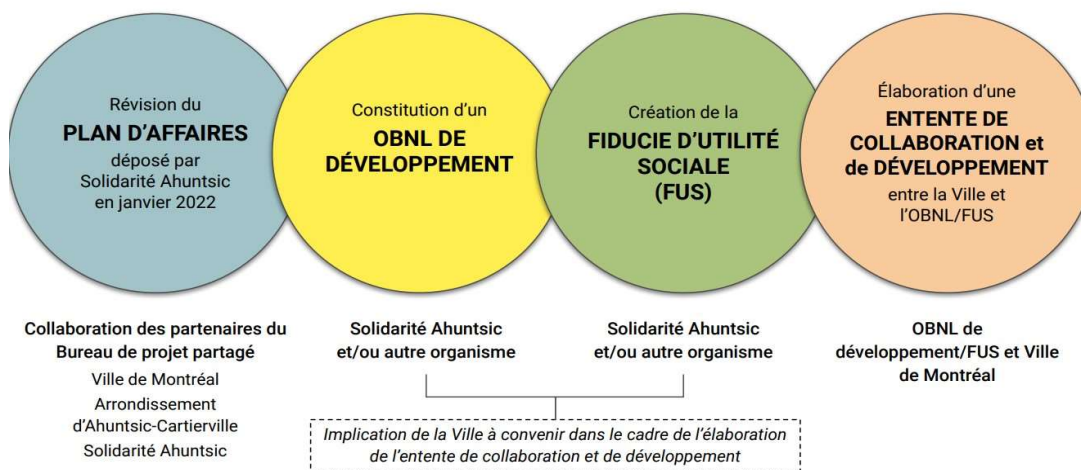 Révision du
PLAN D'AFFAIRES
déposé par
Solidarité Ahuntsic
en janvier 2022
Constitution d'un
OBNL DE
DÉVELOPPEMENT
Création de la
FIDUCIE D'UTILITÉ
SOCIALE
(FUS)
Élaboration d'une
ENTENTE DE
COLLABORATION et
de DÉVELOPPEMENT
entre la Ville et
l'OBNL/FUS
Collaboration des partenaires du
Bureau de projet partagé
Ville de Montréal
Arrondissement
d'Ahuntsic-Cartierville
Solidarité Ahuntsic
Solidarité Ahuntsic
et/ou autre organisme
Solidarité Ahuntsic
et/ou autre organisme
OBNL de
développement/FUS et Ville
de Montréal
Implication de la Ville à convenir dans le cadre de l'élaboration
de l'entente de collaboration et de développement